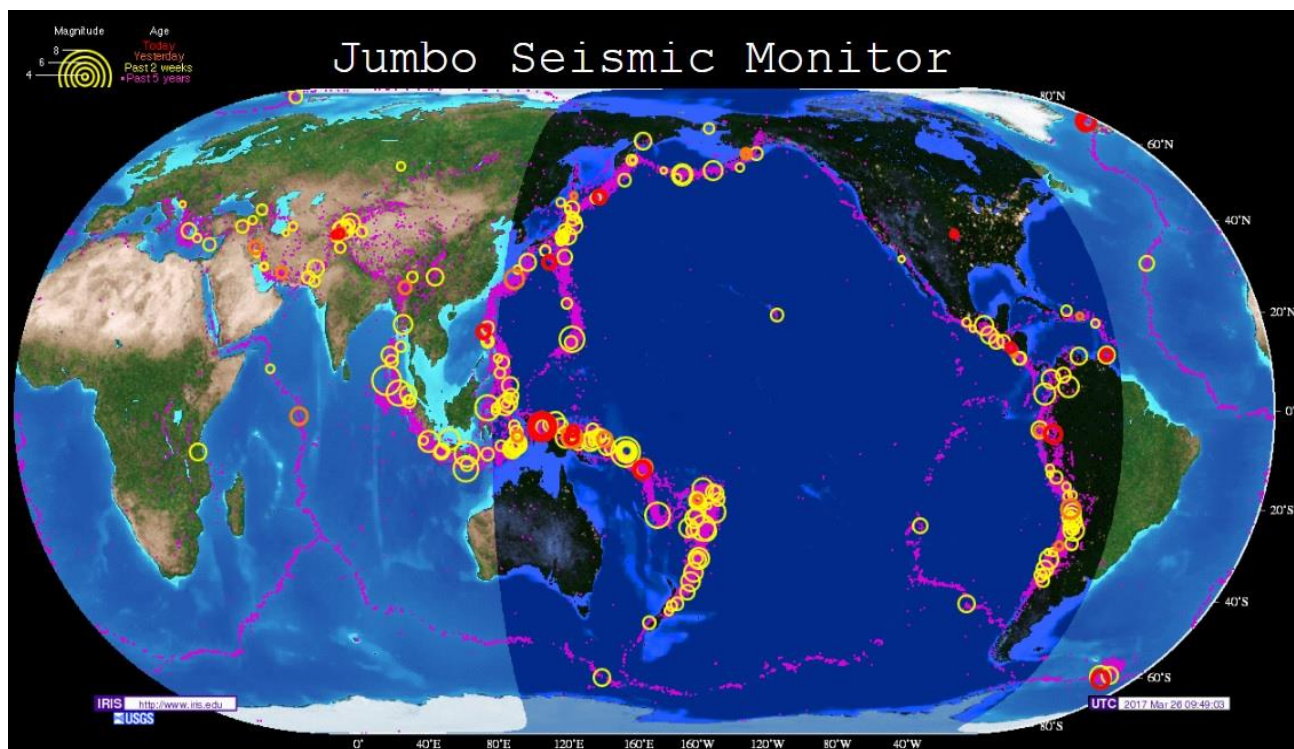 Jumbo Seismic Monitor
Magnitude
8
6
4
Age
Today
Yesterday
Past 2 weeks
Past 5 years
80°N
60°N
40°N
20°N
0°
20°S
40°S
60°S
80°S
IRIS http://www.iris.edu
USGS
UTC 2017 Mar 26 09:49:03
0° 40°E 80°E 120°E 160°E 160°W 120°W 80°W 40°W